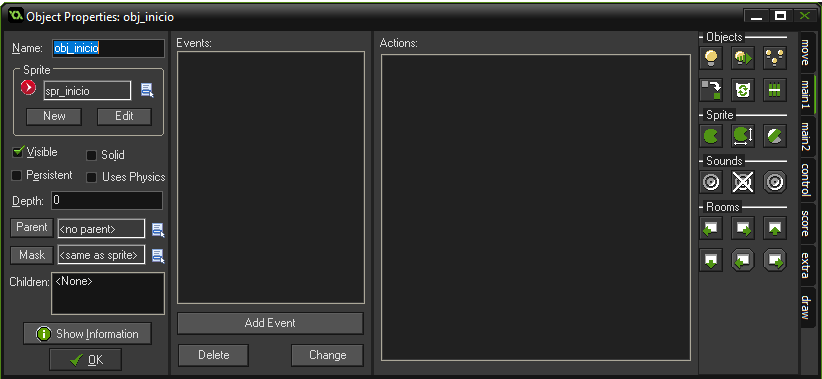 Object Properties: obj_inicio
Name: obj_inicio
Sprite
spr_inicio
New Edit
Visible Solid
Persistent Uses Physics
Depth: 0
Parent <no parent>
Mask <same as sprite>
Children: <None>
Show Information
OK
Events:
Add Event
Delete Change
Actions:
Objects
Sprite
Sounds
Rooms
move
main1
main2
control
score
extra
draw